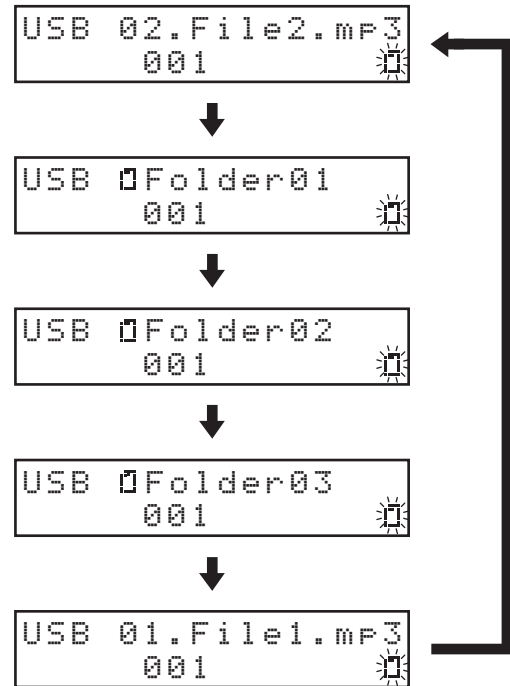 USB 02.File2.mp3
001
USB Folder01
001
USB Folder02
001
USB Folder03
001
USB 01.File1.mp3
001